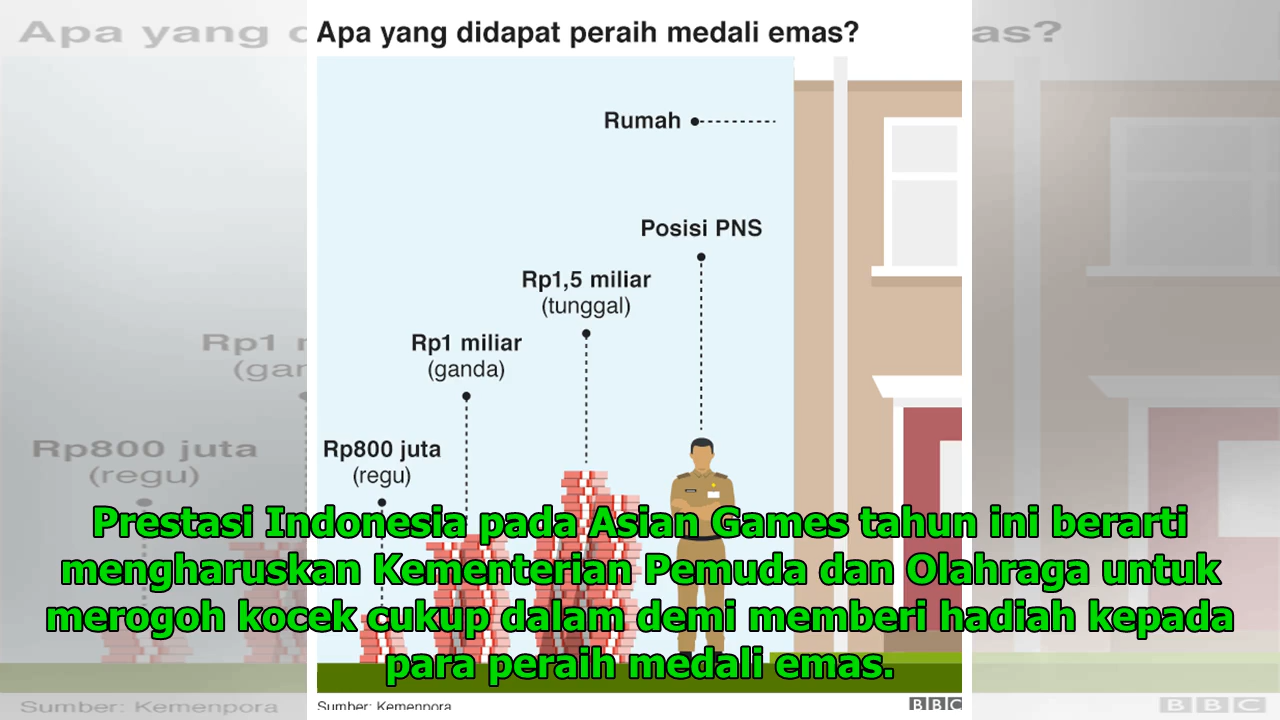 Apa yang didapat peraih medali emas?
Rumah
Posisi PNS
Rp1,5 miliar
(tunggal)
Rp1 miliar
(ganda)
Rp800 juta
(regu)
Prestasi Indonesia pada Asian Games tahun ini berarti
mengharuskan Kementerian Pemuda dan Olahraga untuk
merogoh kocek cukup dalam demi memberi hadiah kepada
para peraih medali emas.
Sumber: Kemenpora
BBC